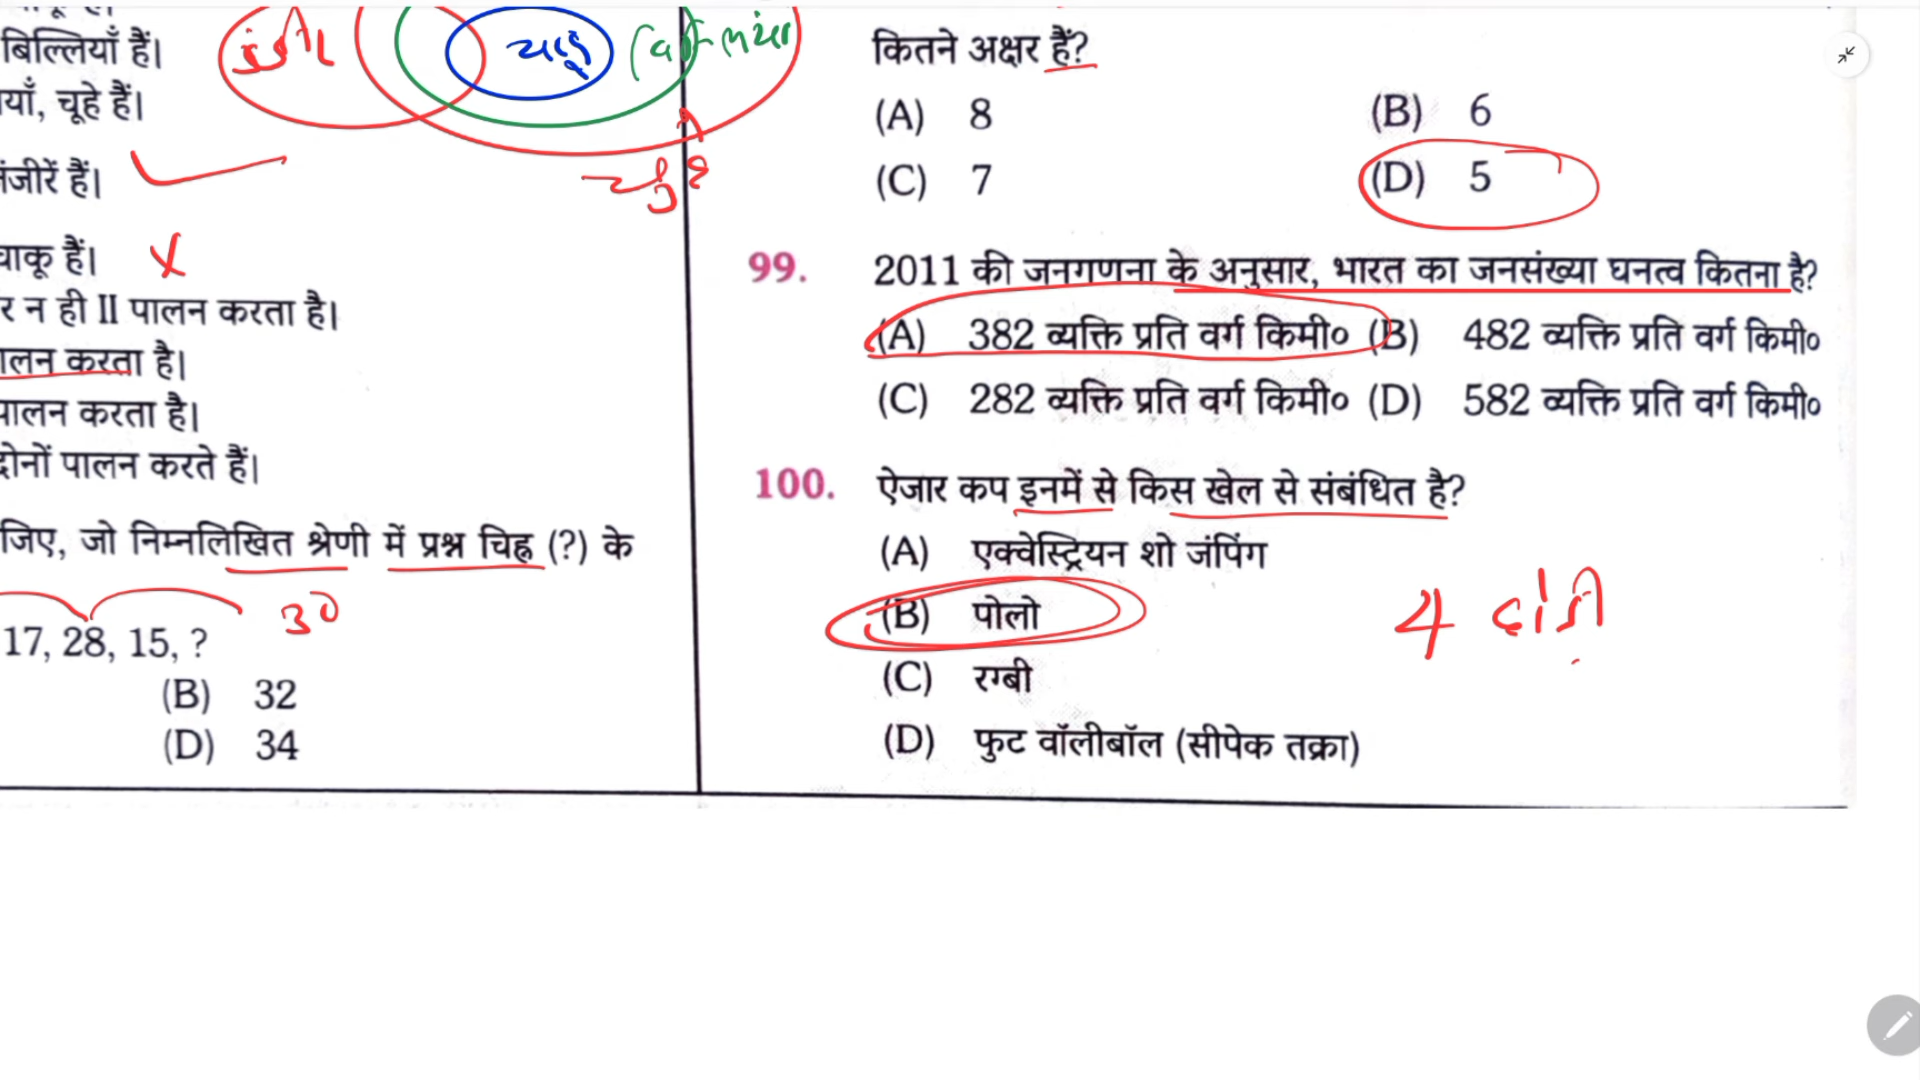 बिल्लियाँ हैं।
याँ, चूहे हैं।
जंजीरें हैं।
चाकू हैं।
र न ही II पालन करता है।
ालन करता है।
पालन करता है।
दोनों पालन करते हैं।
जिए, जो निम्नलिखित श्रेणी में प्रश्न चिह्न (?) के
30
17, 28, 15, ?
(B) 32
(D) 34
कितने अक्षर हैं?
(A) 8 (B) 6
(C) 7 (D) 5
99. 2011 की जनगणना के अनुसार, भारत का जनसंख्या घनत्व कितना है?
(A) 382 व्यक्ति प्रति वर्ग किमी० (B) 482 व्यक्ति प्रति वर्ग किमी०
(C) 282 व्यक्ति प्रति वर्ग किमी० (D) 582 व्यक्ति प्रति वर्ग किमी०
100. ऐजार कप इनमें से किस खेल से संबंधित है?
(A) एक्वेस्ट्रियन शो जंपिंग
(B) पोलो
(C) रग्बी
(D) फुट वॉलीबॉल (सीपेक तक्रा)